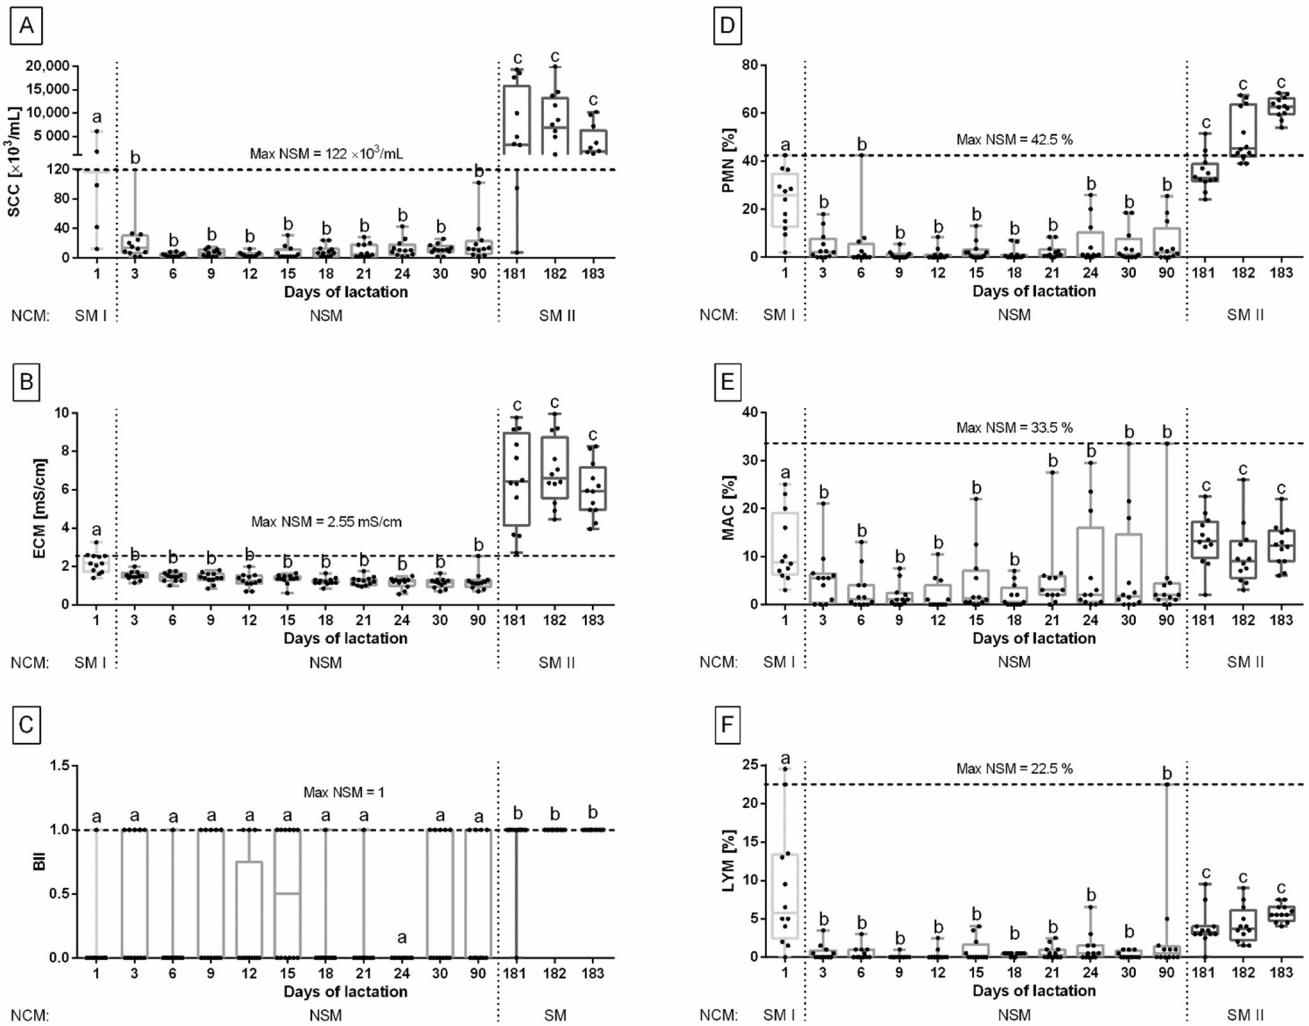 A
SCC [×10³/mL]
20,000
15,000
10,000
5 000
120
80
40
0
a
b
b
b
b
b
b
b
b
b
b
c
c
c
Max NSM = 122 ×10³/mL
1 3 6 9 12 15 18 21 24 30 90 181 182 183
Days of lactation
NCM: SM I NSM SM II
B
ECM [mS/cm]
10
8
6
4
2
0
a
b
b
b
b
b
b
b
b
b
b
c
c
c
Max NSM = 2.55 mS/cm
1 3 6 9 12 15 18 21 24 30 90 181 182 183
Days of lactation
NCM: SM I NSM SM II
C
BII
1.5
1.0
0.5
0.0
Max NSM = 1
a a a a a a a a a a a b b b
1 3 6 9 12 15 18 21 24 30 90 181 182 183
Days of lactation
NCM: NSM SM
D
PMN [%]
80
60
40
20
0
a
b
b
b
b
b
b
b
b
b
b
c
c
c
Max NSM = 42.5 %
1 3 6 9 12 15 18 21 24 30 90 181 182 183
Days of lactation
NCM: SM I NSM SM II
E
MAC [%]
40
30
20
10
0
a
b
b
b
b
b
b
b
b
b
b
c
c
c
Max NSM = 33.5 %
1 3 6 9 12 15 18 21 24 30 90 181 182 183
Days of lactation
NCM: SM I NSM SM II
F
LYM [%]
25
20
15
10
5
0
a
b
b
b
b
b
b
b
b
b
b
c
c
c
Max NSM = 22.5 %
1 3 6 9 12 15 18 21 24 30 90 181 182 183
Days of lactation
NCM: SM I NSM SM II